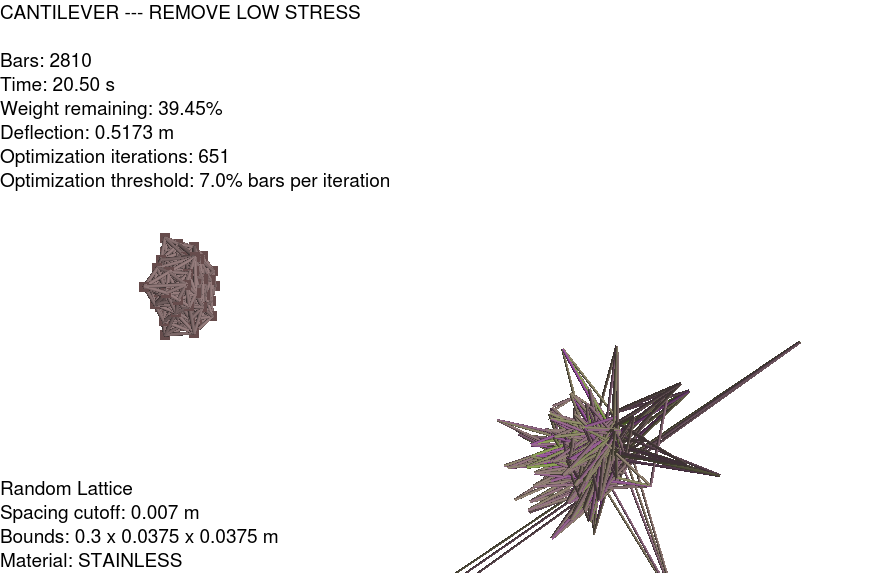 CANTILEVER --- REMOVE LOW STRESS
Bars: 2810
Time: 20.50 s
Weight remaining: 39.45%
Deflection: 0.5173 m
Optimization iterations: 651
Optimization threshold: 7.0% bars per iteration
Random Lattice
Spacing cutoff: 0.007 m
Bounds: 0.3 x 0.0375 x 0.0375 m
Material: STAINLESS